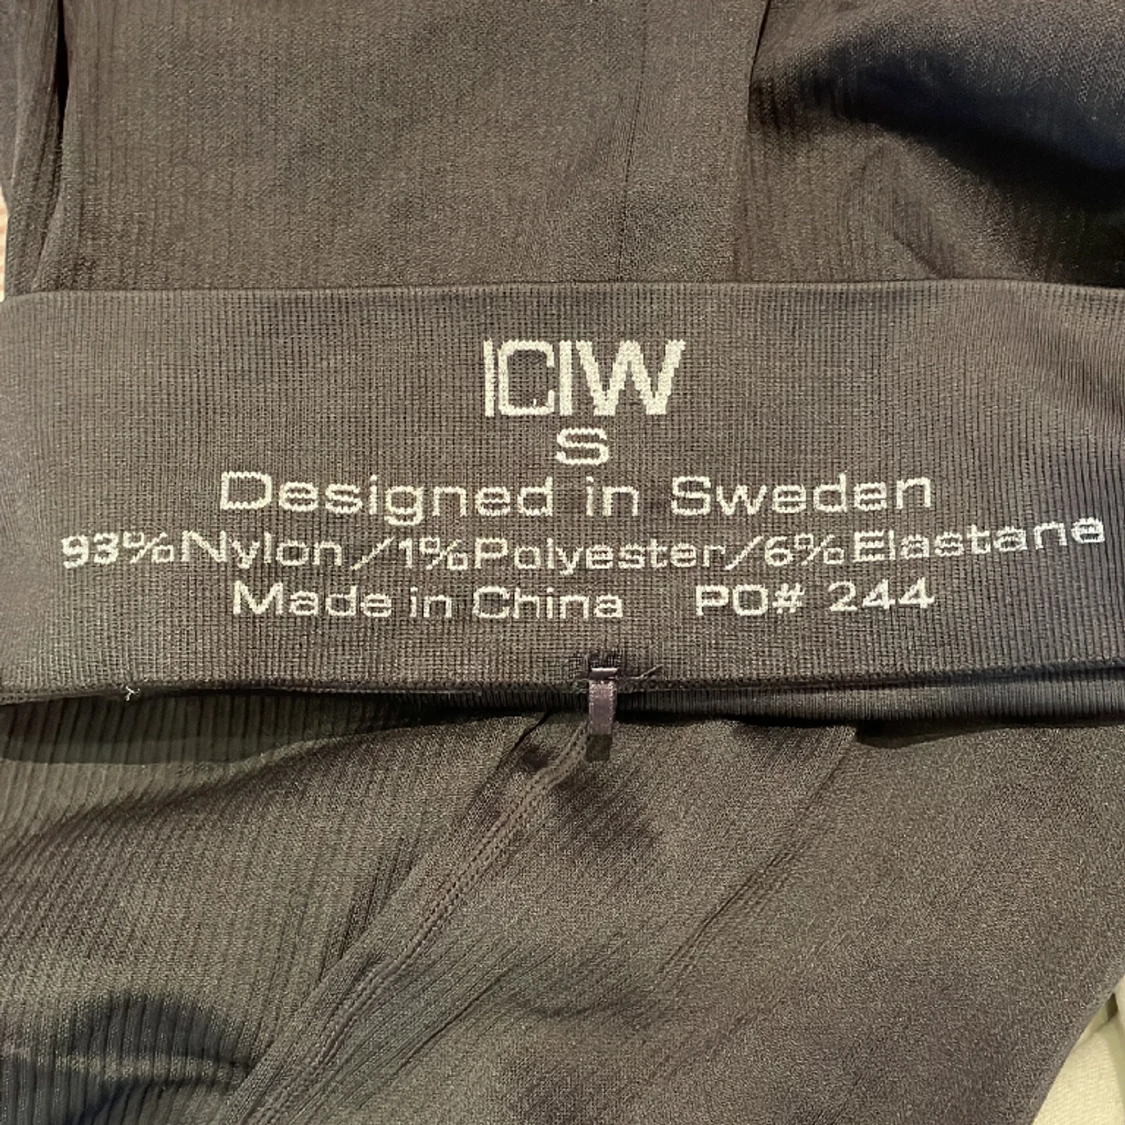 ICIW
S
Designed in Sweden
93%Nylon/1%Polyester/6%Elastane
Made in China PO# 244